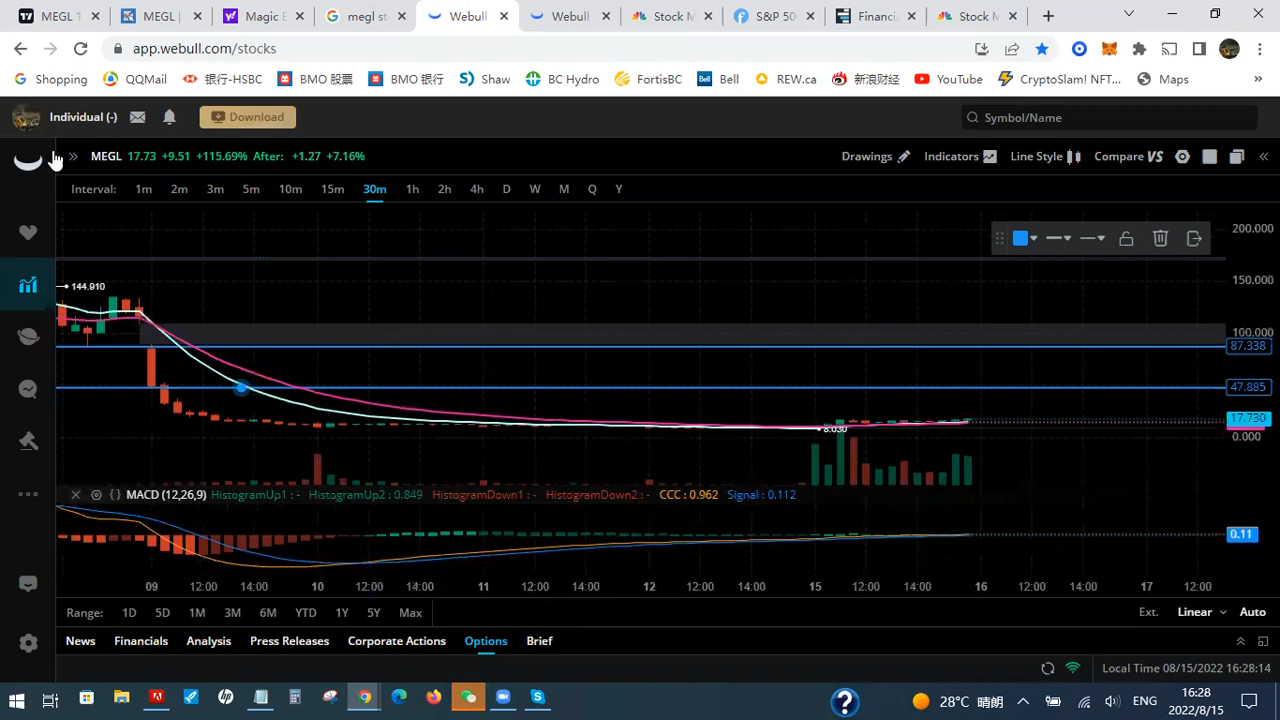 MEGL T
MEGL |
Magic E
megl st
Webull
Webull
Stock M
S&P 50
Financi
Stock M
app.webull.com/stocks
Shopping QQMail 银行-HSBC BMO 股票 BMO 银行 Shaw BC Hydro FortisBC Bell REW.ca 新浪财经 YouTube CryptoSlam! NFT... Maps
Individual (-) Download Symbol/Name
MEGL 17.73 +9.51 +115.69% After: +1.27 +7.16% Drawings Indicators Line Style Compare VS
Interval: 1m 2m 3m 5m 10m 15m 30m 1h 2h 4h D W M Q Y
200.000
144.910
150.000
100.000
87.338
47.885
17.730
8.030
0.000
MACD (12,26,9) HistogramUp1 : - HistogramUp2 : 0.849 HistogramDown1 : - HistogramDown2 : - CCC : 0.962 Signal : 0.112
0.11
09 12:00 14:00 10 12:00 14:00 11 12:00 14:00 12 12:00 14:00 15 12:00 14:00 16 12:00 14:00 17 12:00
Range: 1D 5D 1M 3M 6M YTD 1Y 5Y Max Ext. Linear Auto
News Financials Analysis Press Releases Corporate Actions Options Brief
Local Time 08/15/2022 16:28:14
28°C 晴朗 ENG 16:28
2022/8/15